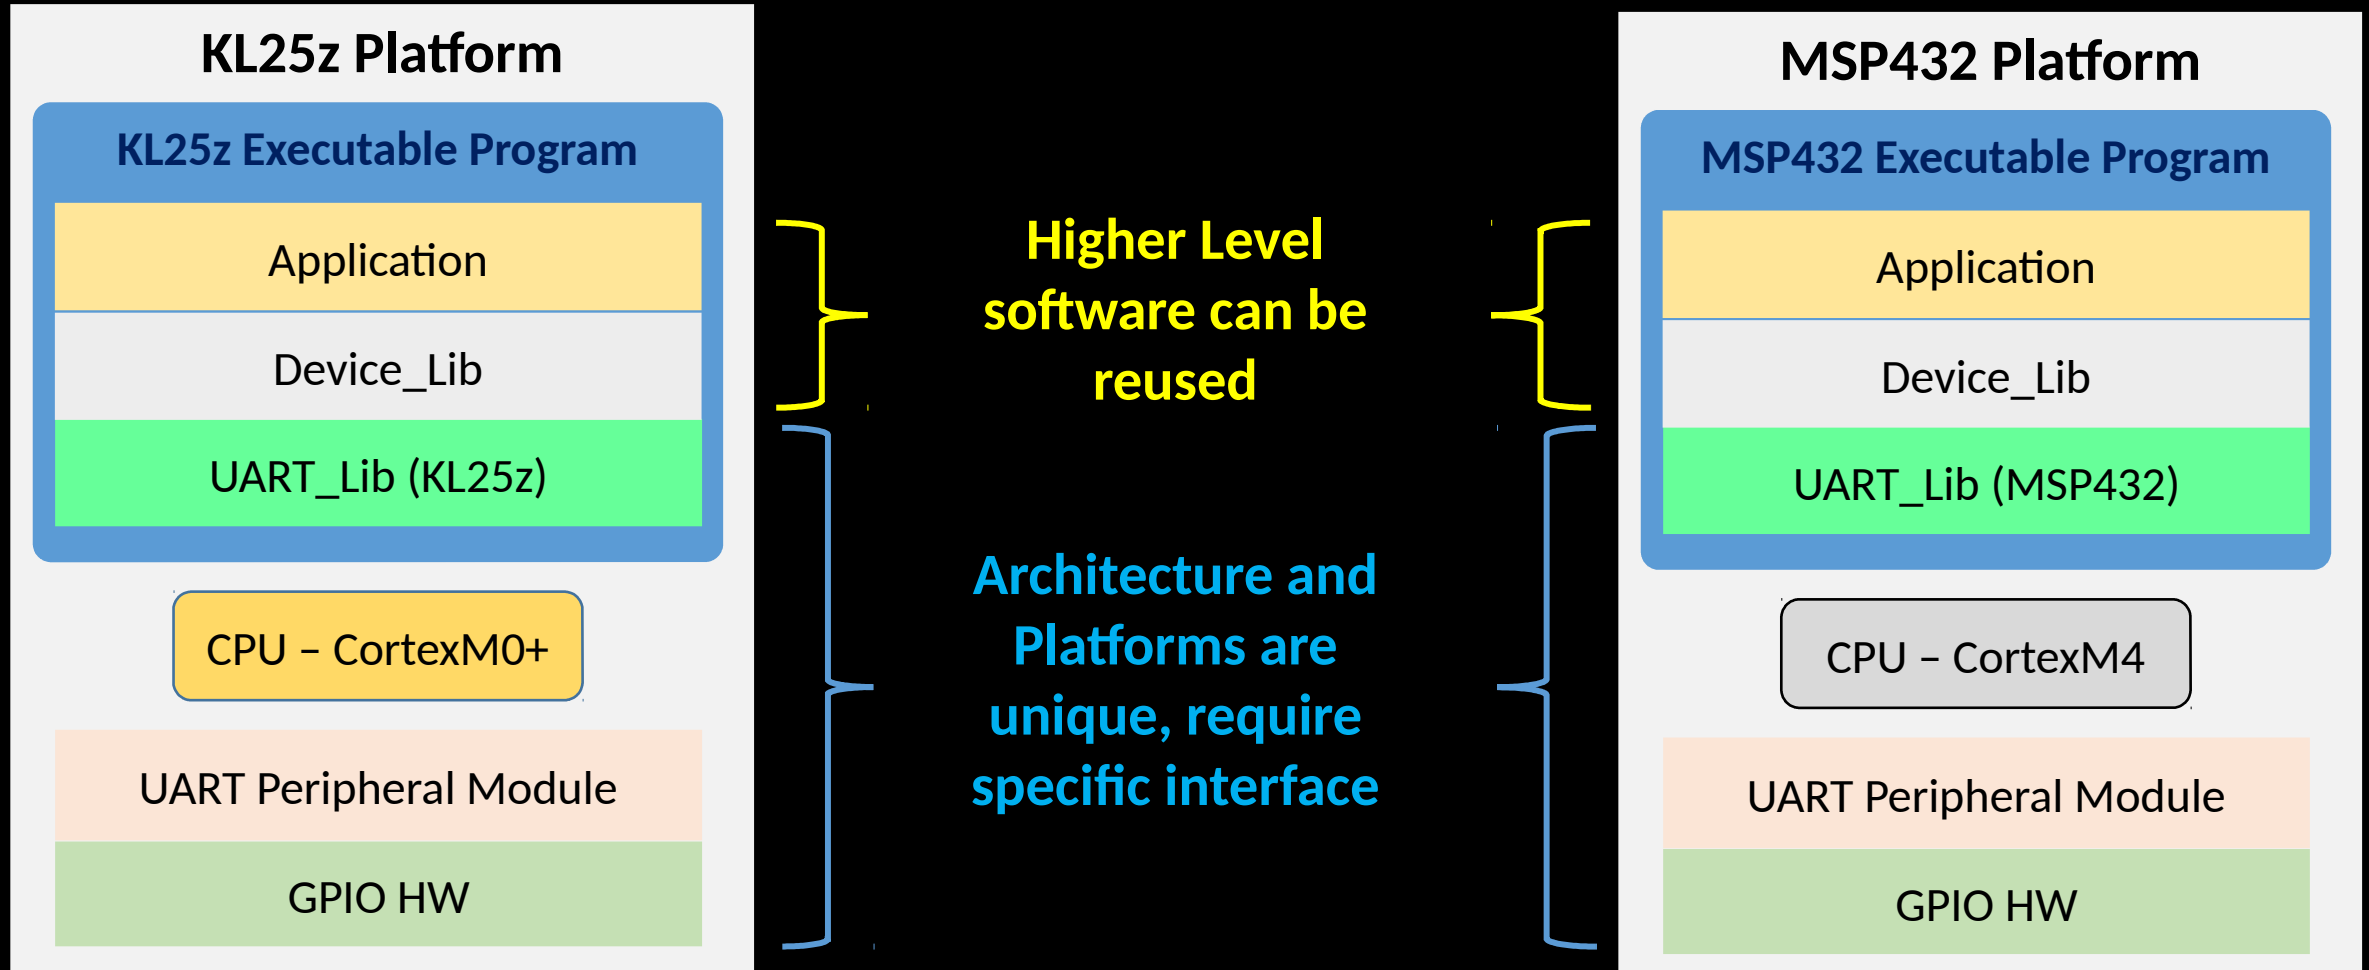 KL25z Platform
KL25z Executable Program
Application
Device_Lib
UART_Lib (KL25z)
CPU – CortexM0+
UART Peripheral Module
GPIO HW
Higher Level
software can be
reused
Architecture and
Platforms are
unique, require
specific interface
MSP432 Platform
MSP432 Executable Program
Application
Device_Lib
UART_Lib (MSP432)
CPU – CortexM4
UART Peripheral Module
GPIO HW